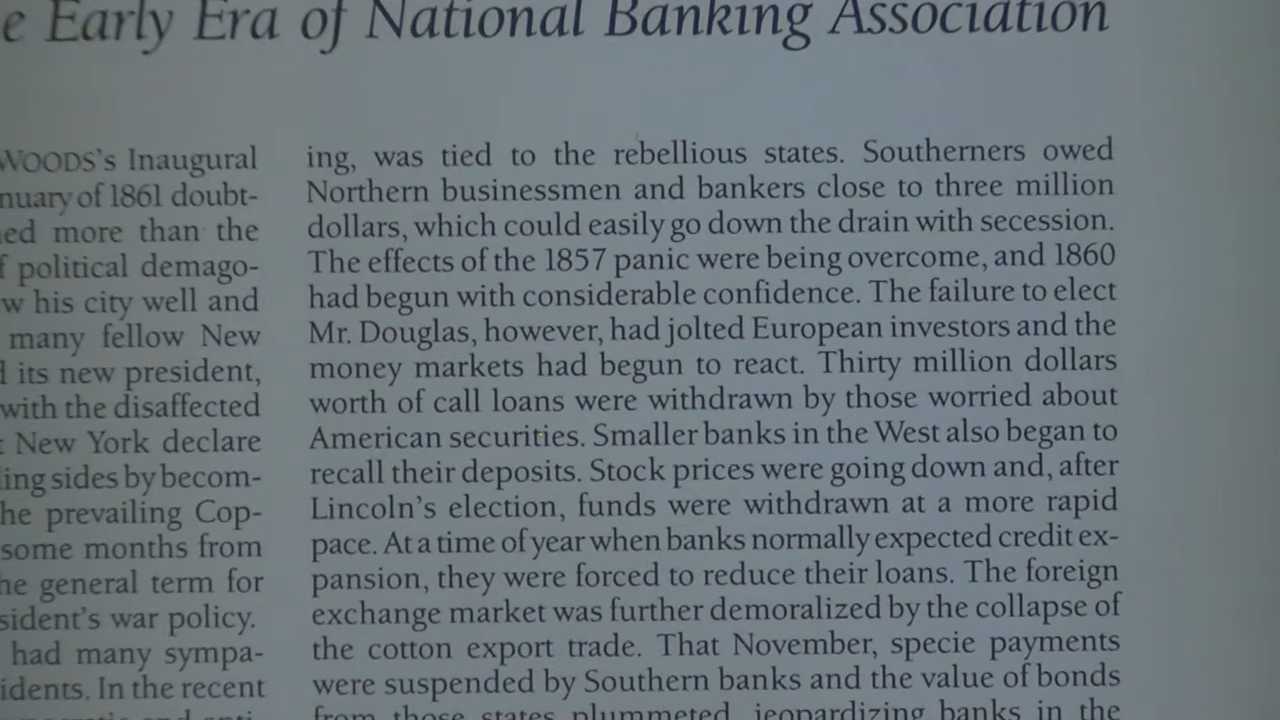 e Early Era of National Banking Association
WOODS's Inaugural
nuary of 1861 doubt-
ed more than the
f political demago-
w his city well and
many fellow New
d its new president,
with the disaffected
New York declare
ling sides by becom-
he prevailing Cop-
some months from
he general term for
sident's war policy.
had many sympa-
idents. In the recent
ing, was tied to the rebellious states. Southerners owed
Northern businessmen and bankers close to three million
dollars, which could easily go down the drain with secession.
The effects of the 1857 panic were being overcome, and 1860
had begun with considerable confidence. The failure to elect
Mr. Douglas, however, had jolted European investors and the
money markets had begun to react. Thirty million dollars
worth of call loans were withdrawn by those worried about
American securities. Smaller banks in the West also began to
recall their deposits. Stock prices were going down and, after
Lincoln's election, funds were withdrawn at a more rapid
pace. At a time of year when banks normally expected credit ex-
pansion, they were forced to reduce their loans. The foreign
exchange market was further demoralized by the collapse of
the cotton export trade. That November, specie payments
were suspended by Southern banks and the value of bonds
from those states plummeted, jeopardizing banks in the